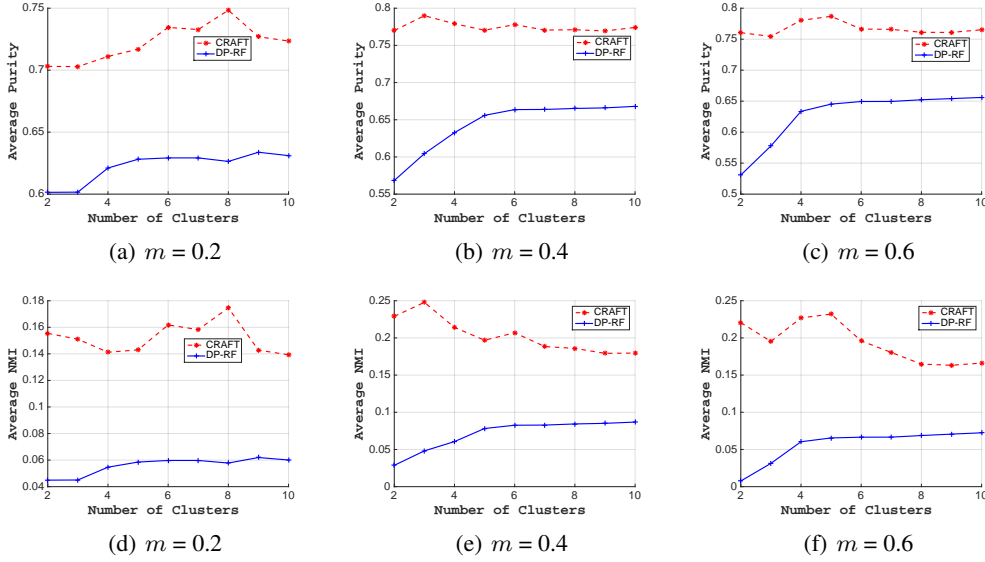 0.75
0.7
0.65
0.6
2 4 6 8 10
Average Purity
Number of Clusters
CRAFT
DP-RF
(a) m = 0.2
0.85
0.8
0.75
0.7
0.65
0.6
0.55
2 4 6 8 10
Average Purity
Number of Clusters
CRAFT
DP-RF
(b) m = 0.4
0.85
0.8
0.75
0.7
0.65
0.6
0.55
0.5
2 4 6 8 10
Average Purity
Number of Clusters
CRAFT
DP-RF
(c) m = 0.6
0.18
0.16
0.14
0.12
0.1
0.08
0.06
0.04
2 4 6 8 10
Average NMI
Number of Clusters
CRAFT
DP-RF
(d) m = 0.2
0.25
0.2
0.15
0.1
0.05
0
2 4 6 8 10
Average NMI
Number of Clusters
CRAFT
DP-RF
(e) m = 0.4
0.25
0.2
0.15
0.1
0.05
0
2 4 6 8 10
Average NMI
Number of Clusters
CRAFT
DP-RF
(f) m = 0.6